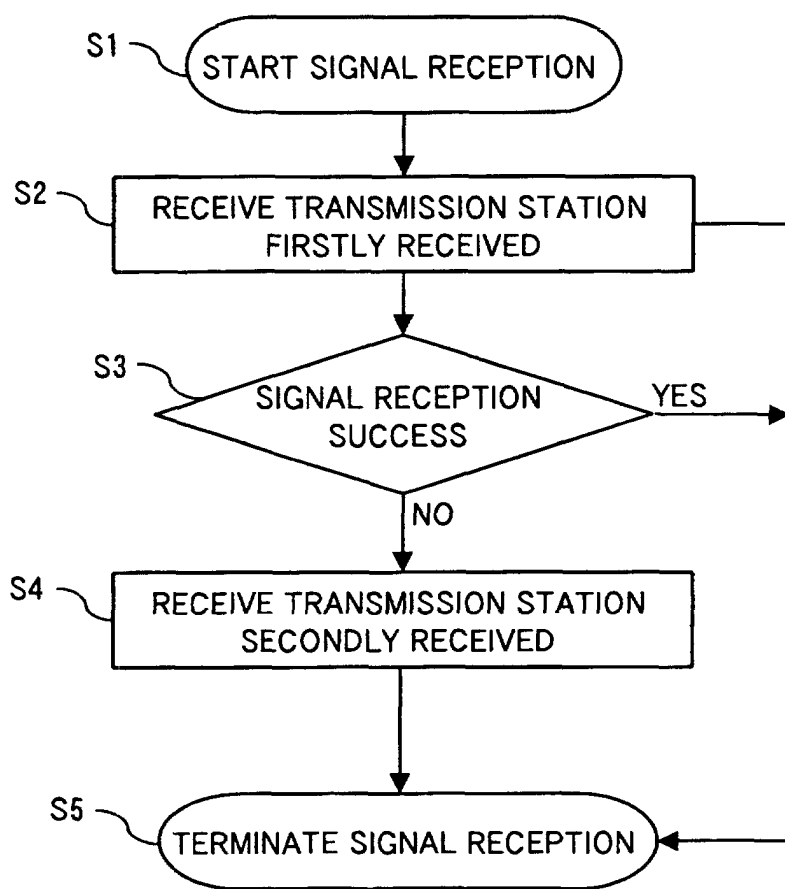 S1
START SIGNAL RECEPTION
S2
RECEIVE TRANSMISSION STATION
FIRSTLY RECEIVED
S3
SIGNAL RECEPTION
SUCCESS
YES
NO
S4
RECEIVE TRANSMISSION STATION
SECONDLY RECEIVED
S5
TERMINATE SIGNAL RECEPTION